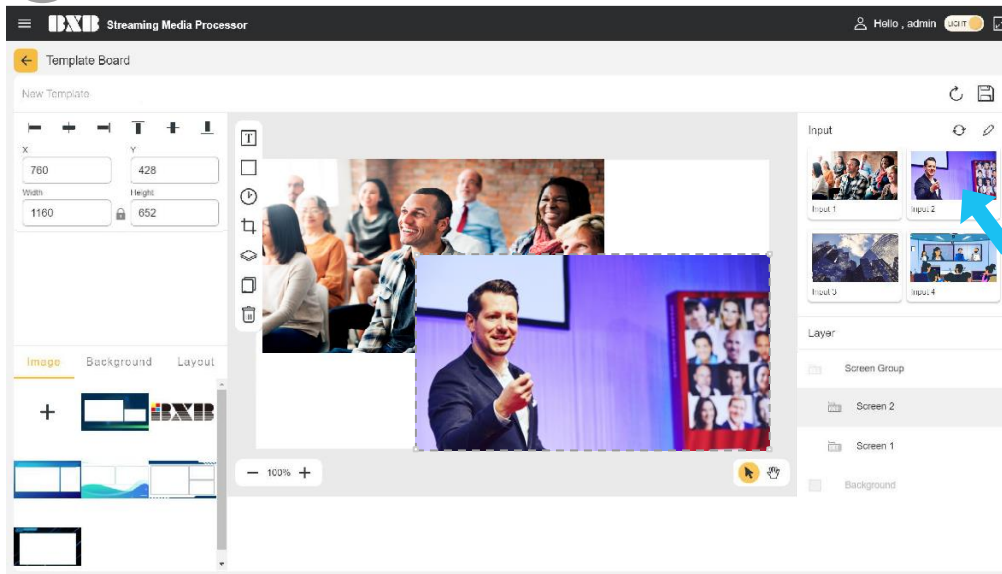 BXB Streaming Media Processor
Hello , admin
LIGHT
Template Board
New Template
X
Y
760
428
Width
Height
1160
652
T
Input
Input 1
Input 2
Input 3
Input 4
Layer
Screen Group
Screen 2
Screen 1
Background
Image
Background
Layout
BXB
100%